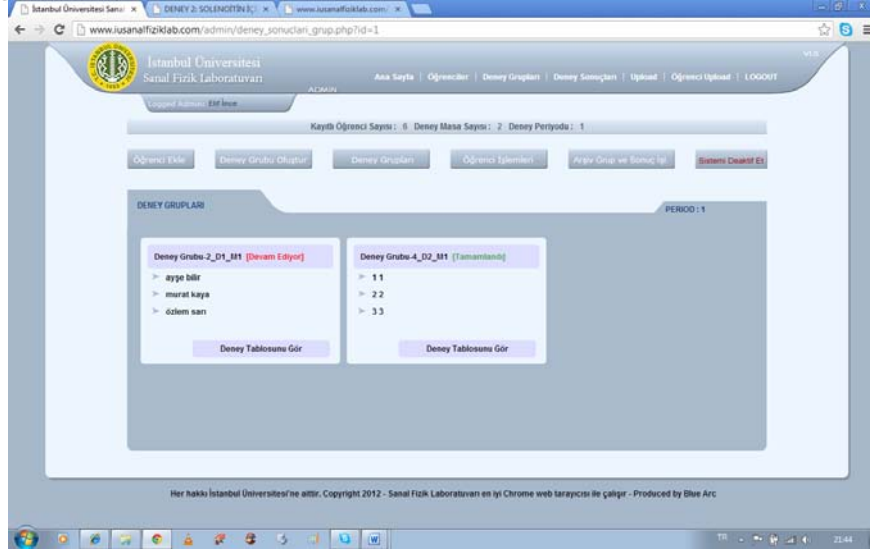 İstanbul Üniversitesi Sanal
DENEY 2: SOLENOİTİN İÇİ
www.iusanalfiziklab.com/
www.iusanalfiziklab.com/admin/deney_sonuclari_grup.php?id=1
İstanbul Üniversitesi
Sanal Fizik Laboratuvarı
ADMIN
Ana Sayfa | Öğrenciler | Deney Grupları | Deney Sonuçları | Upload | Öğrenci Upload | LOGOUT
Logged Admin: Elif İnce
Kayıtlı Öğrenci Sayısı: 6 Deney Masa Sayısı: 2 Deney Periyodu: 1
Öğrenci Ekle
Deney Grubu Oluştur
Deney Grupları
Öğrenci İşlemleri
Arşiv Grup ve Sonuç İşl.
Sistemi Deaktif Et
DENEY GRUPLARI
PERIOD : 1
Deney Grubu-2_D1_M1 [Devam Ediyor]
ayşe bilir
murat kaya
özlem sarı
Deney Tablosunu Gör
Deney Grubu-4_D2_M1 [Tamamlandı]
1 1
2 2
3 3
Deney Tablosunu Gör
Her hakkı İstanbul Üniversitesi'ne aittir. Copyright 2012 - Sanal Fizik Laboratuvarı en iyi Chrome web tarayıcısı ile çalışır - Produced by Blue Arc
TR
21:44